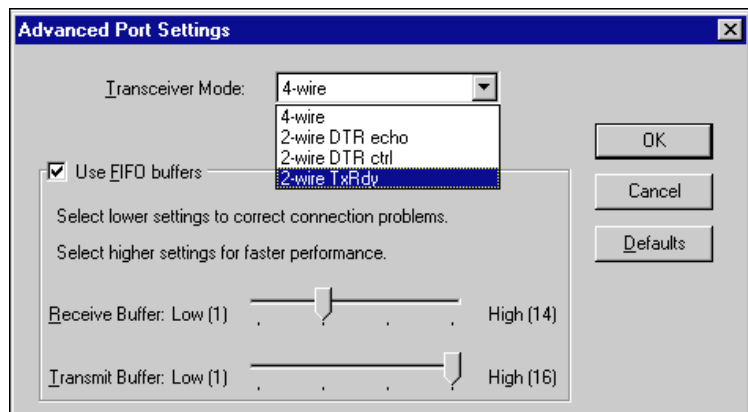 Advanced Port Settings
Transceiver Mode: 4-wire
4-wire
2-wire DTR echo
2-wire DTR ctrl
2-wire TxRdy
OK
Use FIFO buffers
Cancel
Select lower settings to correct connection problems.
Defaults
Select higher settings for faster performance.
Receive Buffer: Low (1) High (14)
Transmit Buffer: Low (1) High (16)